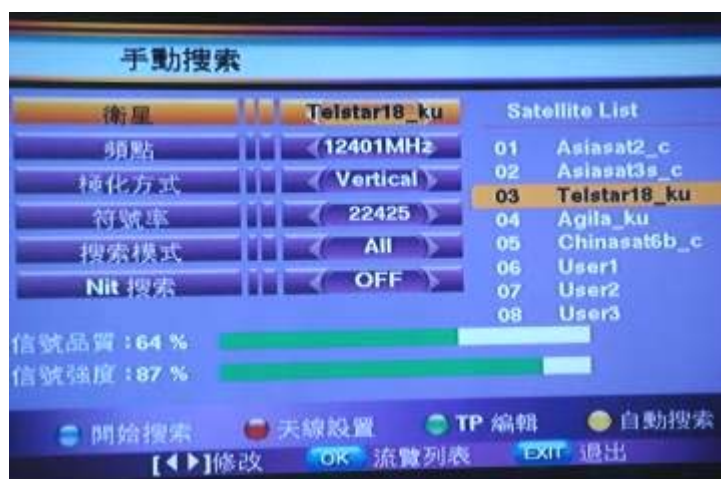 手動搜索
衛星 Telstar18_ku
頻點 12401MHz
極化方式 Vertical
符號率 22425
搜索模式 All
Nit 搜索 OFF
Satellite List
01 Asiasat2_c
02 Asiasat3s_c
03 Telstar18_ku
04 Agila_ku
05 Chinasat6b_c
06 User1
07 User2
08 User3
信號品質:64 %
信號強度:87 %
開始搜索 天線設置 TP 編輯 自動搜索
[◀ ▶]修改 OK 流覽列表 EXIT 退出